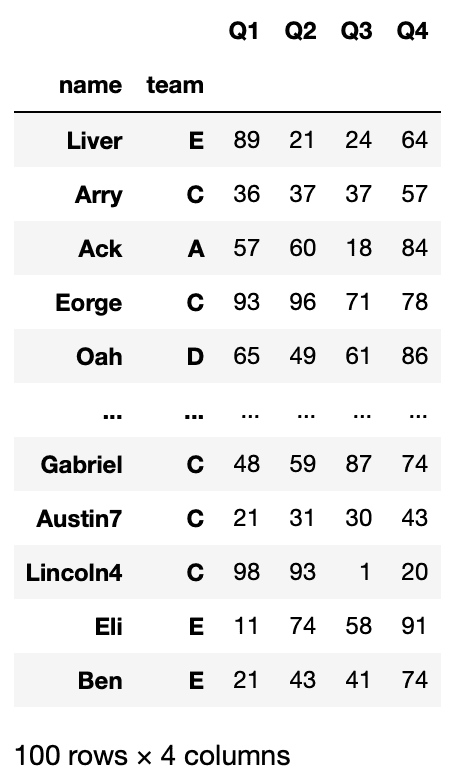 Q1 Q2 Q3 Q4
name team
Liver E 89 21 24 64
Arry C 36 37 37 57
Ack A 57 60 18 84
Eorge C 93 96 71 78
Oah D 65 49 61 86
... ... ... ... ... ...
Gabriel C 48 59 87 74
Austin7 C 21 31 30 43
Lincoln4 C 98 93 1 20
Eli E 11 74 58 91
Ben E 21 43 41 74
100 rows × 4 columns